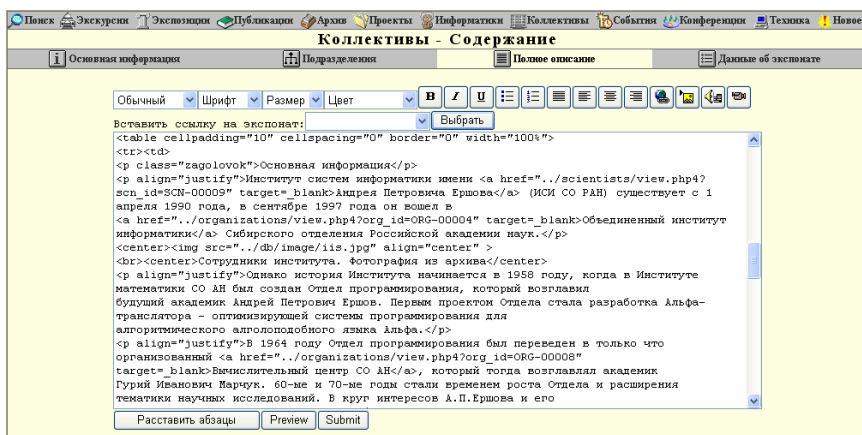 Поиск Экскурсии Экспозиции Публикации Архив Проекты Информатики Коллективы События Конференции Техника Новое
Коллективы - Содержание
Основная информация Подразделения Полное описание Данные об экспонате
Обычный Шрифт Размер Цвет B I U
Вставить ссылку на экспонат: Выбрать
<table cellpadding="10" cellspacing="0" border="0" width="100%">
<tr><td>
<p class="zagolovok">Основная информация</p>
<p align="justify">Институт систем информатики имени <a href="../scientists/view.php4?
scn_id=SCN-00009" target=_blank>Андрея Петровича Ершова</a> (ИСИ СО РАН) существует с 1
апреля 1990 года, в сентябре 1997 года он вошел в
<a href="../organizations/view.php4?org_id=ORG-00004" target=_blank>Объединенный институт
информатики</a> Сибирского отделения Российской академии наук.</p>
<center><img src="../db/image/iis.jpg" align="center" >
<br><center>Сотрудники института. Фотография из архива</center>
<p align="justify">Однако история Института начинается в 1958 году, когда в Институте
математики СО АН был создан Отдел программирования, который возглавил
будущий академик Андрей Петрович Ершов. Первым проектом Отдела стала разработка Альфа-
транслятора - оптимизирующей системы программирования для
алгоритмического алголоподобного языка Альфа.</p>
<p align="justify">В 1964 году Отдел программирования был переведен в только что
организованный <a href="../organizations/view.php4?org_id=ORG-00008"
target=_blank>Вычислительный центр СО АН</a>, который тогда возглавлял академик
Гурий Иванович Марчук. 60-ые и 70-ые годы стали временем роста Отдела и расширения
тематики научных исследований. В круг интересов А.П.Ершова и его
Расставить абзацы Preview Submit